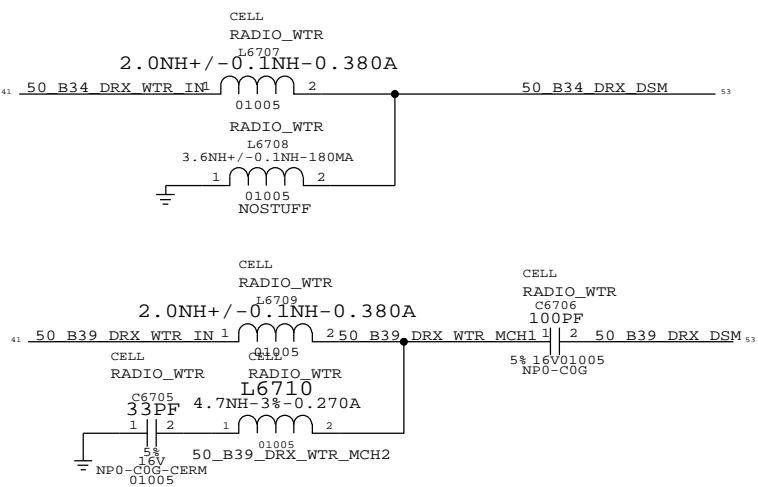 CELL
RADIO_WTR
L6707
2.0NH+/-0.1NH-0.380A
41 50_B34_DRX_WTR_IN 1 2 50_B34_DRX_DSM 53
01005
RADIO_WTR
L6708
3.6NH+/-0.1NH-180MA
1 2
01005
NOSTUFF
CELL
RADIO_WTR
L6709
2.0NH+/-0.1NH-0.380A
CELL
RADIO_WTR
C6706
100PF
41 50_B39_DRX_WTR_IN 1 2 50_B39_DRX_WTR_MCH1 1 2 50_B39_DRX_DSM 53
01005
5% 16V 01005
NP0-C0G
CELL
RADIO_WTR
C6705
33PF
1 2
5%
16V
NP0-C0G-CERM
01005
CELL
RADIO_WTR
L6710
4.7NH-3%-0.270A
1 2
01005
50_B39_DRX_WTR_MCH2